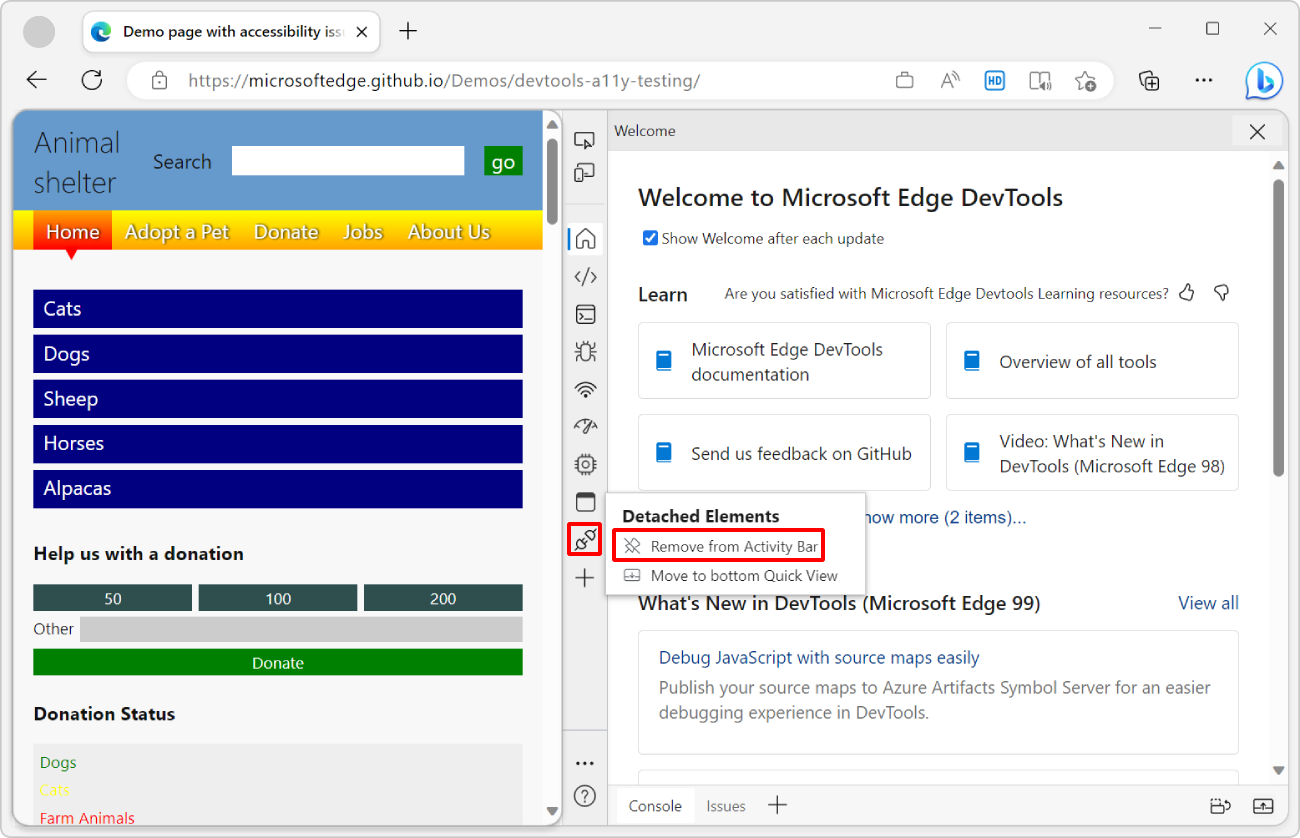 Demo page with accessibility iss
https://microsoftedge.github.io/Demos/devtools-a11y-testing/
A
HD
b
Animal
shelter
Search
go
Home
Adopt a Pet
Donate
Jobs
About Us
Cats
Dogs
Sheep
Horses
Alpacas
Help us with a donation
50
100
200
Other
Donate
Donation Status
Dogs
Cats
Farm Animals
Welcome
Welcome to Microsoft Edge DevTools
Show Welcome after each update
Learn
Are you satisfied with Microsoft Edge Devtools Learning resources?
Microsoft Edge DevTools
documentation
Overview of all tools
Send us feedback on GitHub
Video: What's New in
DevTools (Microsoft Edge 98)
Detached Elements
Remove from Activity Bar
Move to bottom Quick View
how more (2 items)...
What's New in DevTools (Microsoft Edge 99)
View all
Debug JavaScript with source maps easily
Publish your source maps to Azure Artifacts Symbol Server for an easier
debugging experience in DevTools.
Console
Issues